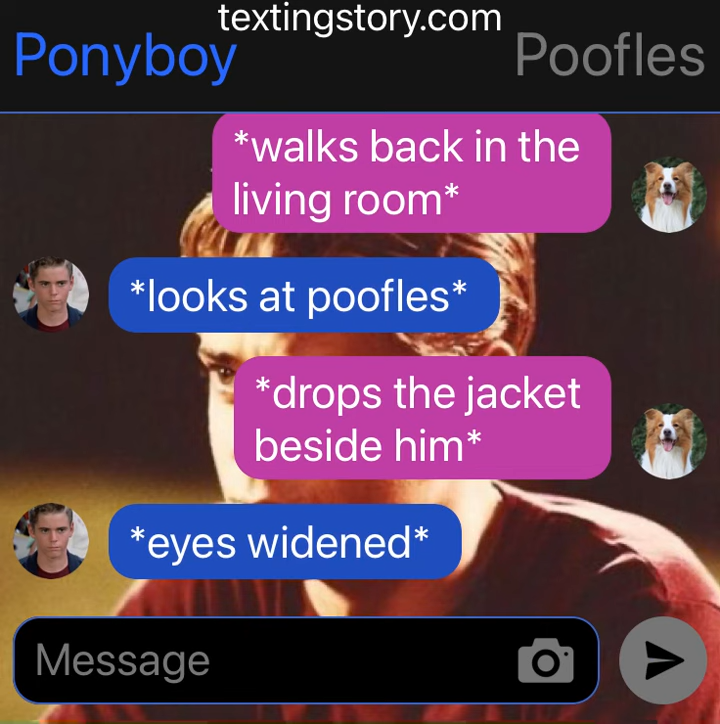 textingstory.com
Ponyboy
Poofles
*walks back in the
living room*
*looks at poofles*
*drops the jacket
beside him*
*eyes widened*
Message